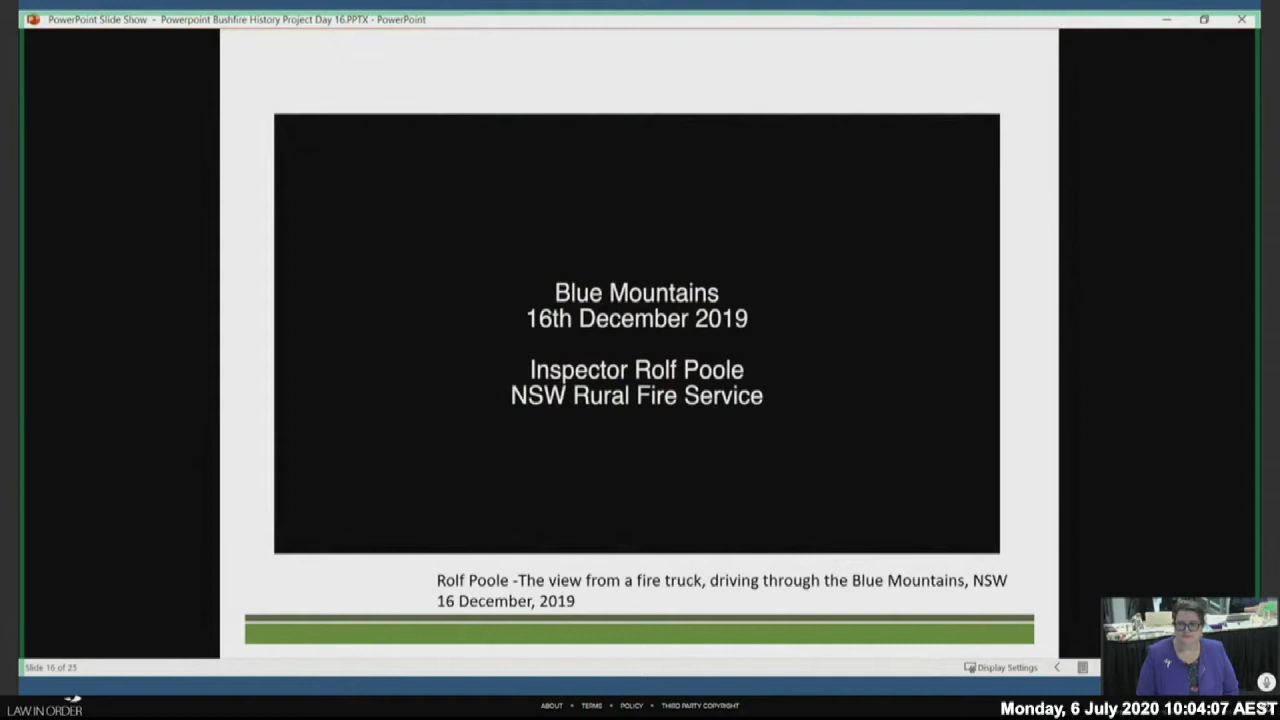 PowerPoint Slide Show - Powerpoint Bushfire History Project Day 16.PPTX - PowerPoint
Blue Mountains
16th December 2019
Inspector Rolf Poole
NSW Rural Fire Service
Rolf Poole -The view from a fire truck, driving through the Blue Mountains, NSW
16 December, 2019
Slide 16 of 25
Display Settings
LAW IN ORDER
ABOUT • TERMS • POLICY • THIRD PARTY COPYRIGHT
Monday, 6 July 2020 10:04:07 AEST